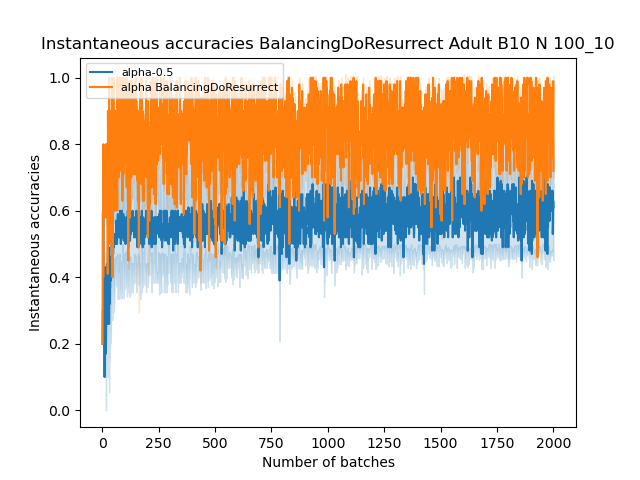 Instantaneous accuracies BalancingDoResurrect Adult B10 N 100_10
alpha-0.5
alpha BalancingDoResurrect
1.0
0.8
0.6
0.4
0.2
0.0
Instantaneous accuracies
0 250 500 750 1000 1250 1500 1750 2000
Number of batches